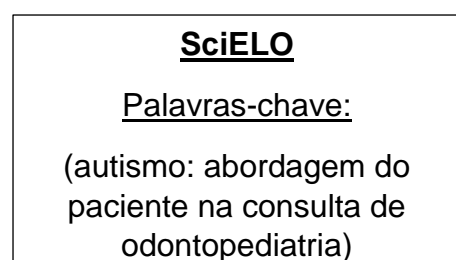 SciELO
Palavras-chave:
(autismo: abordagem do
paciente na consulta de
odontopediatria)